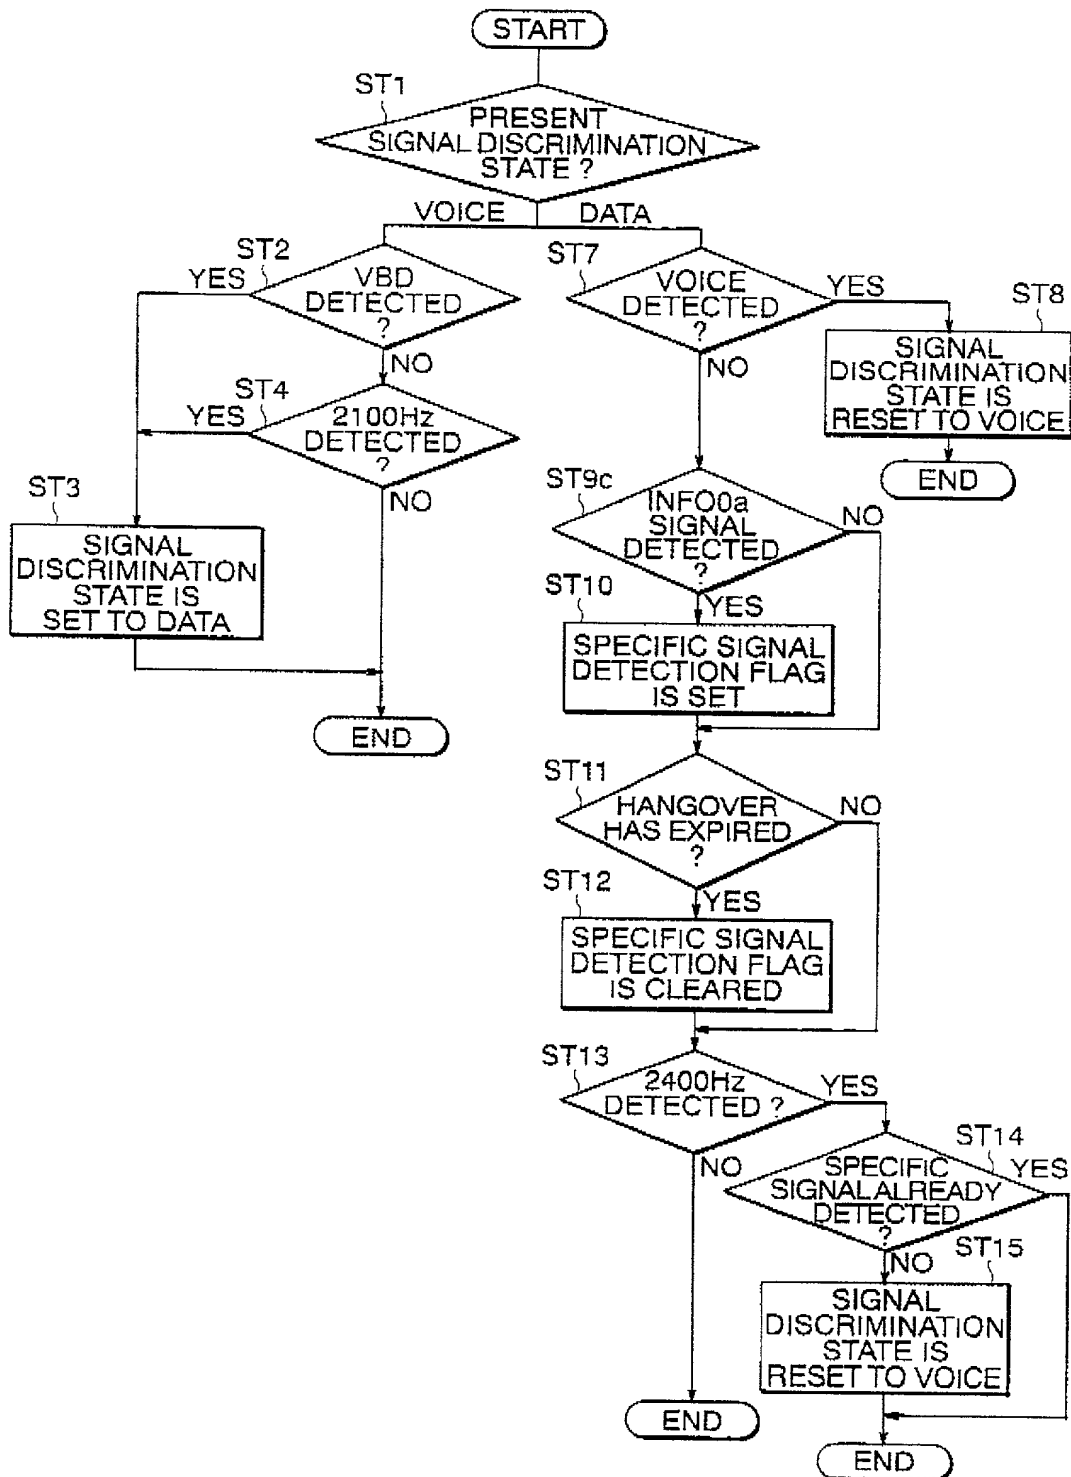 START
ST1
PRESENT
SIGNAL DISCRIMINATION
STATE ?
VOICE
DATA
ST2
YES
VBD
DETECTED
?
NO
ST4
YES
2100Hz
DETECTED
?
NO
ST3
SIGNAL
DISCRIMINATION
STATE IS
SET TO DATA
END
ST7
VOICE
DETECTED
?
YES
NO
ST8
SIGNAL
DISCRIMINATION
STATE IS
RESET TO VOICE
END
ST9c
INFO0a
SIGNAL
DETECTED
?
NO
YES
ST10
SPECIFIC SIGNAL
DETECTION FLAG
IS SET
ST11
HANGOVER
HAS EXPIRED
?
NO
YES
ST12
SPECIFIC SIGNAL
DETECTION FLAG
IS CLEARED
ST13
2400Hz
DETECTED ?
YES
NO
ST14
SPECIFIC
SIGNAL ALREADY
DETECTED
?
YES
NO
ST15
SIGNAL
DISCRIMINATION
STATE IS
RESET TO VOICE
END
END